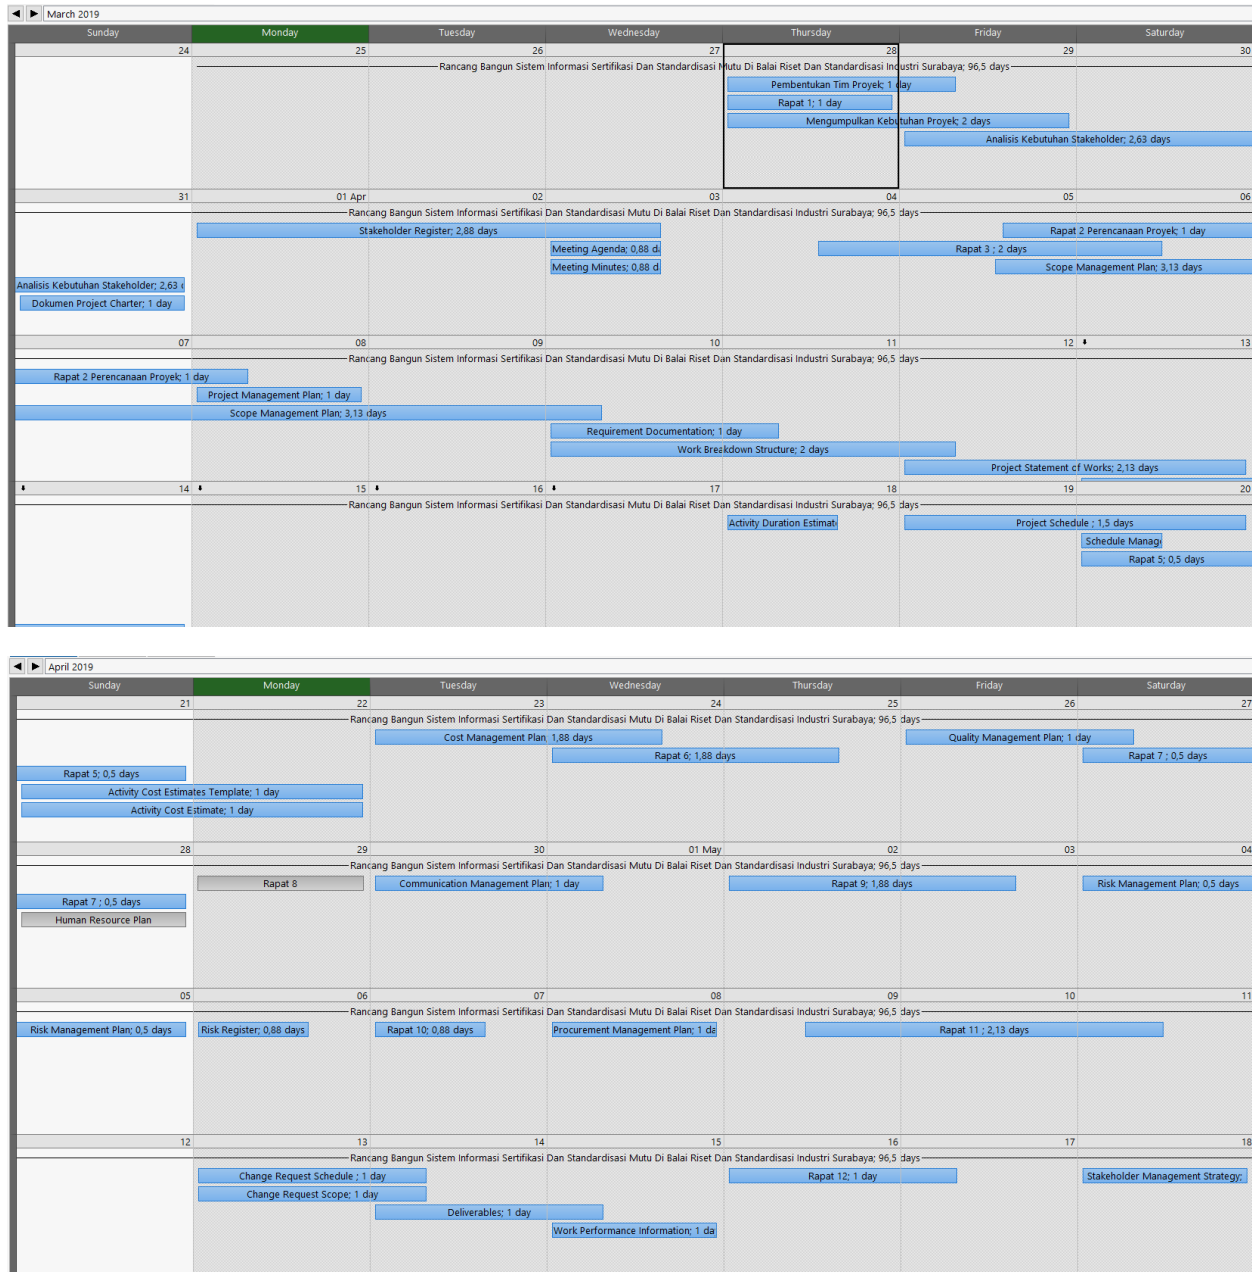 March 2019
Sunday Monday Tuesday Wednesday Thursday Friday Saturday
24 25 26 27 28 29 30
Rancang Bangun Sistem Informasi Sertifikasi Dan Standardisasi Mutu Di Balai Riset Dan Standardisasi Industri Surabaya; 96,5 days
Pembentukan Tim Proyek; 1 day
Rapat 1; 1 day
Mengumpulkan Kebutuhan Proyek; 2 days
Analisis Kebutuhan Stakeholder; 2,63 days
31 01 Apr 02 03 04 05 06
Rancang Bangun Sistem Informasi Sertifikasi Dan Standardisasi Mutu Di Balai Riset Dan Standardisasi Industri Surabaya; 96,5 days
Stakeholder Register; 2,88 days Rapat 2 Perencanaan Proyek; 1 day
Meeting Agenda; 0,88 d Rapat 3 ; 2 days
Meeting Minutes; 0,88 d Scope Management Plan; 3,13 days
Analisis Kebutuhan Stakeholder; 2,63
Dokumen Project Charter; 1 day
07 08 09 10 11 12 13
Rancang Bangun Sistem Informasi Sertifikasi Dan Standardisasi Mutu Di Balai Riset Dan Standardisasi Industri Surabaya; 96,5 days
Rapat 2 Perencanaan Proyek; 1 day
Project Management Plan; 1 day
Scope Management Plan; 3,13 days
Requirement Documentation; 1 day
Work Breakdown Structure; 2 days
Project Statement of Works; 2,13 days
14 15 16 17 18 19 20
Rancang Bangun Sistem Informasi Sertifikasi Dan Standardisasi Mutu Di Balai Riset Dan Standardisasi Industri Surabaya; 96,5 days
Activity Duration Estimat Project Schedule ; 1,5 days
Schedule Manag
Rapat 5; 0,5 days
April 2019
Sunday Monday Tuesday Wednesday Thursday Friday Saturday
21 22 23 24 25 26 27
Rancang Bangun Sistem Informasi Sertifikasi Dan Standardisasi Mutu Di Balai Riset Dan Standardisasi Industri Surabaya; 96,5 days
Cost Management Plan 1,88 days Quality Management Plan; 1 day
Rapat 6; 1,88 days Rapat 7 ; 0,5 days
Rapat 5; 0,5 days
Activity Cost Estimates Template; 1 day
Activity Cost Estimate; 1 day
28 29 30 01 May 02 03 04
Rancang Bangun Sistem Informasi Sertifikasi Dan Standardisasi Mutu Di Balai Riset Dan Standardisasi Industri Surabaya; 96,5 days
Rapat 8 Communication Management Plan; 1 day Rapat 9; 1,88 days Risk Management Plan; 0,5 days
Rapat 7 ; 0,5 days
Human Resource Plan
05 06 07 08 09 10 11
Rancang Bangun Sistem Informasi Sertifikasi Dan Standardisasi Mutu Di Balai Riset Dan Standardisasi Industri Surabaya; 96,5 days
Risk Management Plan; 0,5 days Risk Register; 0,88 days Rapat 10; 0,88 days Procurement Management Plan; 1 da Rapat 11 ; 2,13 days
12 13 14 15 16 17 18
Rancang Bangun Sistem Informasi Sertifikasi Dan Standardisasi Mutu Di Balai Riset Dan Standardisasi Industri Surabaya; 96,5 days
Change Request Schedule ; 1 day Rapat 12; 1 day Stakeholder Management Strategy;
Change Request Scope; 1 day
Deliverables; 1 day
Work Performance Information; 1 da